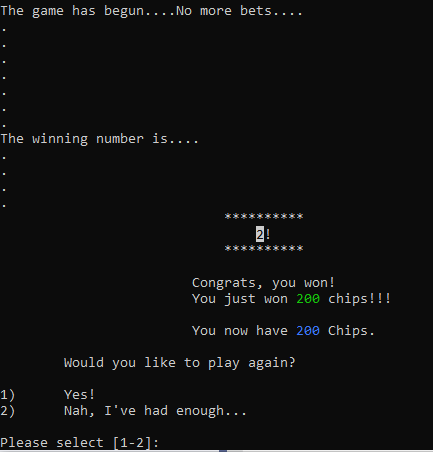 The game has begun....No more bets....
.
.
.
.
.
.
.
The winning number is....
.
.
.
.
**********
2!
**********
Congrats, you won!
You just won 200 chips!!!
You now have 200 Chips.
Would you like to play again?
1) Yes!
2) Nah, I've had enough...
Please select [1-2]: